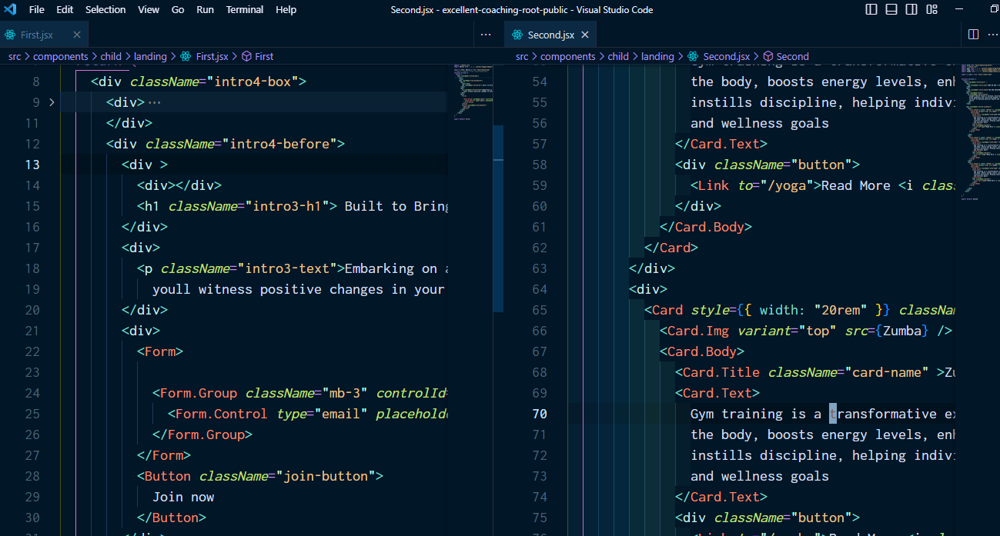 File Edit Selection View Go Run Terminal Help
Second.jsx - excellent-coaching-root-public - Visual Studio Code
First.jsx
src > components > child > landing > First.jsx > First
8 <div className="intro4-box">
9 <div>...
11 </div>
12 <div className="intro4-before">
13 <div >
14 <div></div>
15 <h1 className="intro3-h1"> Built to Bring
16 </div>
17 <div>
18 <p className="intro3-text">Embarking on
19 youll witness positive changes in your
20 </div>
21 <div>
22 <Form>
23
24 <Form.Group className="mb-3" controlId=
25 <Form.Control type="email" placeholde
26 </Form.Group>
27 </Form>
28 <Button className="join-button">
29 Join now
30 </Button>
Second.jsx
src > components > child > landing > Second.jsx > Second
54 the body, boosts energy levels, enh
55 instills discipline, helping indivi
56 and wellness goals
57 </Card.Text>
58 <div className="button">
59 <Link to="/yoga">Read More <i class
60 </div>
61 </Card.Body>
62 </Card>
63 </div>
64 <div>
65 <Card style={{ width: "20rem" }} classNam
66 <Card.Img variant="top" src={Zumba} />
67 <Card.Body>
68 <Card.Title className="card-name" >Zu
69 <Card.Text>
70 Gym training is a transformative ex
71 the body, boosts energy levels, enh
72 instills discipline, helping indivi
73 and wellness goals
74 </Card.Text>
75 <div className="button">